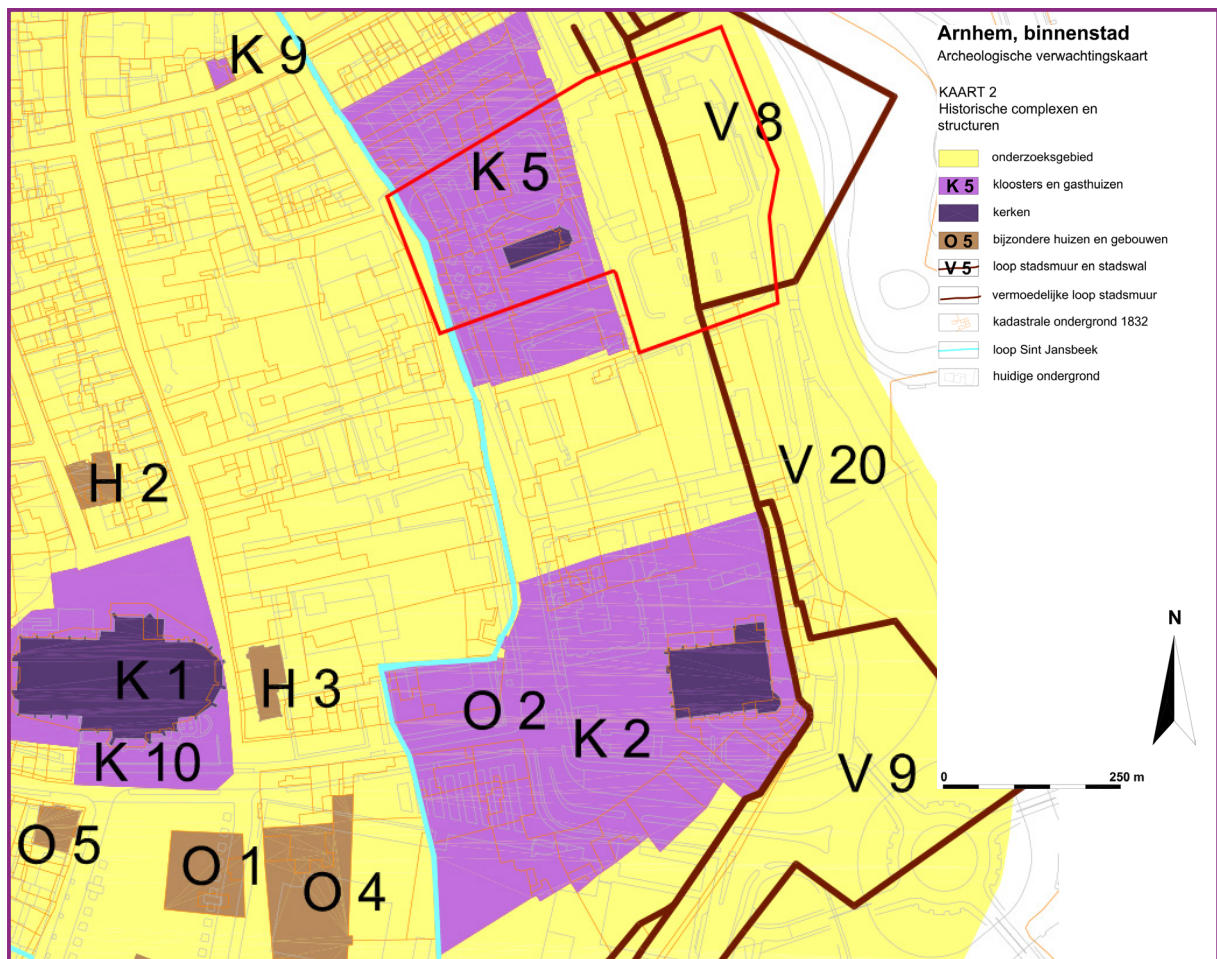 Arnhem, binnenstad
Archeologische verwachtingskaart
KAART 2
Historische complexen en
structuren
onderzoeksgebied
K 5 kloosters en gasthuizen
kerken
O 5 bijzondere huizen en gebouwen
V 5 loop stadsmuur en stadswal
vermoedelijke loop stadsmuur
kadastrale ondergrond 1832
loop Sint Jansbeek
huidige ondergrond
K 9
V 8
K 5
V 20
H 2
K 1
H 3
O 2
K 2
K 10
V 9
O 5
O 1
O 4
N
0 250 m